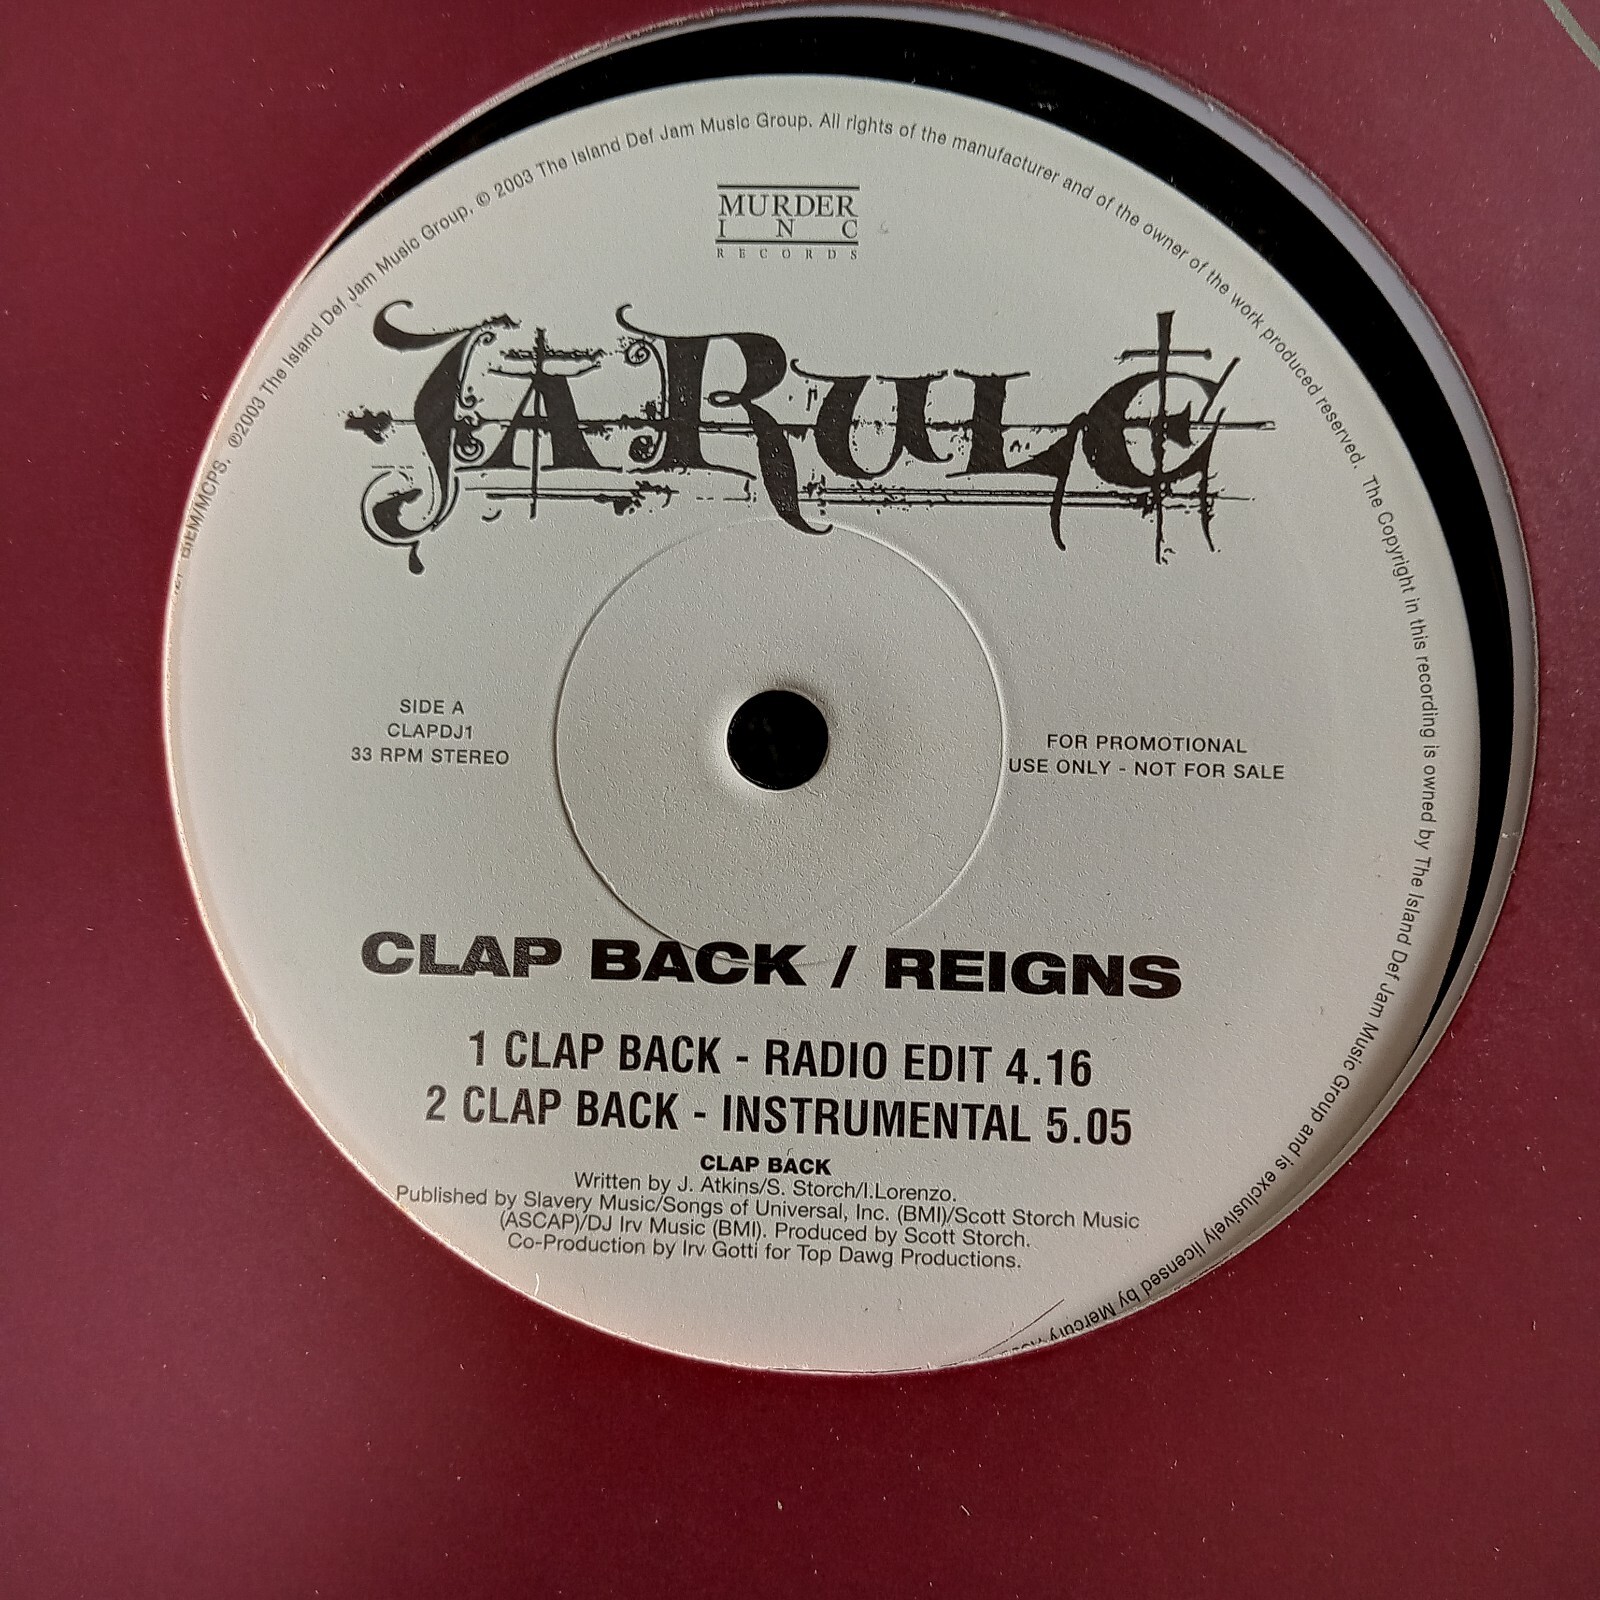 MURDER
I N C
RECORDS
JA RULE
SIDE A
CLAPDJ1
33 RPM STEREO
FOR PROMOTIONAL
USE ONLY - NOT FOR SALE
CLAP BACK / REIGNS
1 CLAP BACK - RADIO EDIT 4.16
2 CLAP BACK - INSTRUMENTAL 5.05
CLAP BACK
Written by J. Atkins/S. Storch/I.Lorenzo.
Published by Slavery Music/Songs of Universal, Inc. (BMI)/Scott Storch Music
(ASCAP)/DJ Irv Music (BMI). Produced by Scott Storch.
Co-Production by Irv Gotti for Top Dawg Productions.
BIEM/MCPS. ℗2003 The Island Def Jam Music Group. © 2003 The Island Def Jam Music Group. All rights of the manufacturer and of the owner of the work produced reserved. The Copyright in this recording is owned by The Island Def Jam Music Group and is exclusively licensed by Mercury